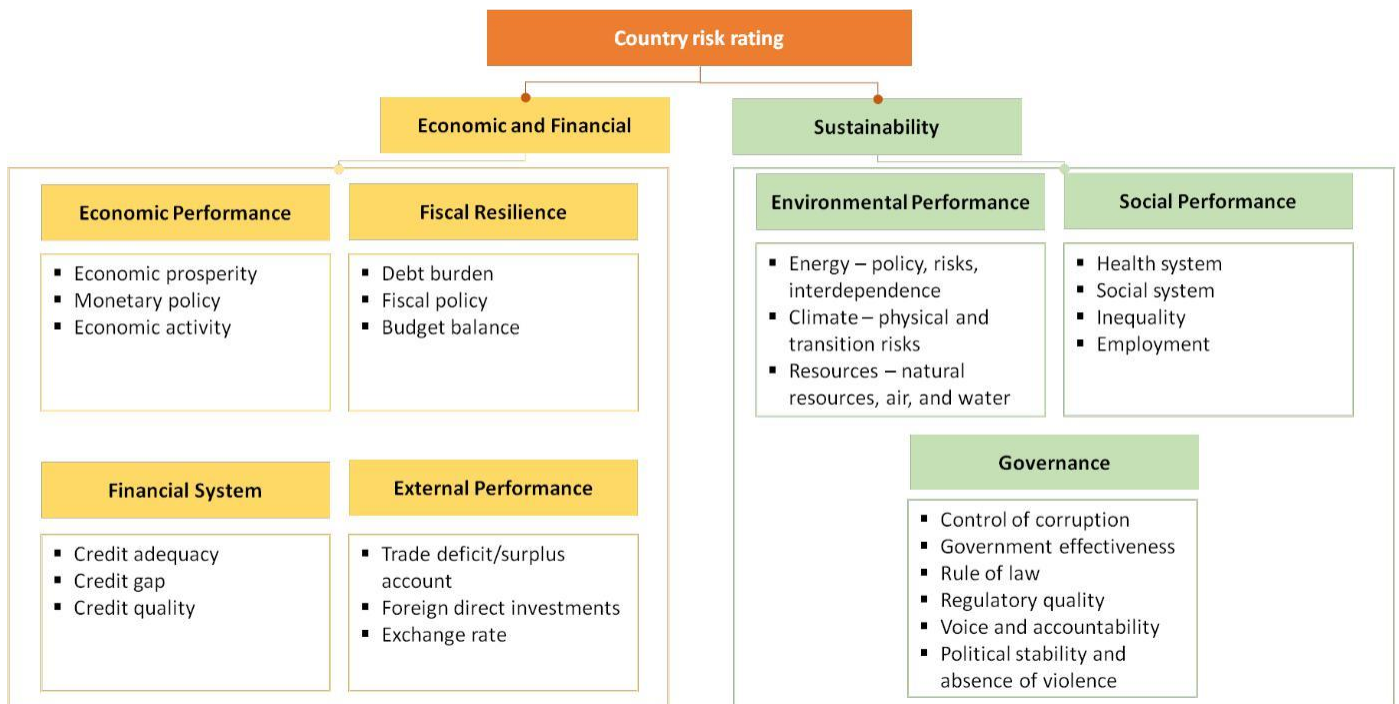 Country risk rating
Economic and Financial
Sustainability
Economic Performance
▪ Economic prosperity
▪ Monetary policy
▪ Economic activity
Fiscal Resilience
▪ Debt burden
▪ Fiscal policy
▪ Budget balance
Financial System
▪ Credit adequacy
▪ Credit gap
▪ Credit quality
External Performance
▪ Trade deficit/surplus
account
▪ Foreign direct investments
▪ Exchange rate
Environmental Performance
▪ Energy – policy, risks,
interdependence
▪ Climate – physical and
transition risks
▪ Resources – natural
resources, air, and water
Social Performance
▪ Health system
▪ Social system
▪ Inequality
▪ Employment
Governance
▪ Control of corruption
▪ Government effectiveness
▪ Rule of law
▪ Regulatory quality
▪ Voice and accountability
▪ Political stability and
absence of violence